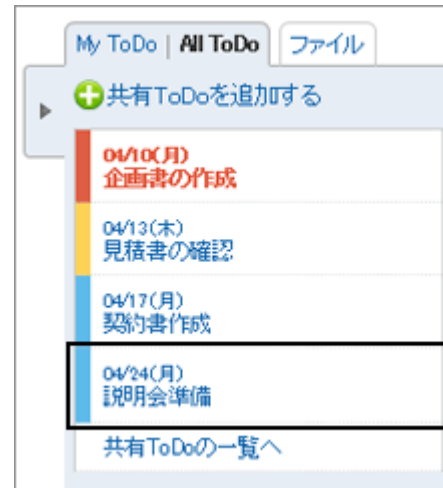 My ToDo | All ToDo ファイル
共有ToDoを追加する
04/10(月)
企画書の作成
04/13(木)
見積書の確認
04/17(月)
契約書作成
04/24(月)
説明会準備
共有ToDoの一覧へ